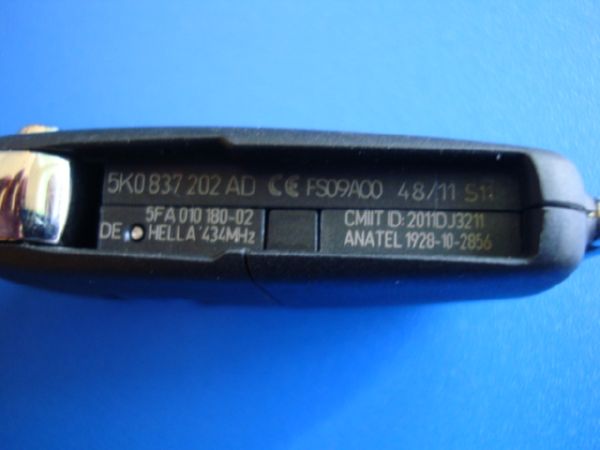 5K0 837 202 AD CE FS09A00 48/11
5FA 010 180-02
DE HELLA 434MHz
CMIIT ID: 2011DJ3211
ANATEL 1928-10-2856